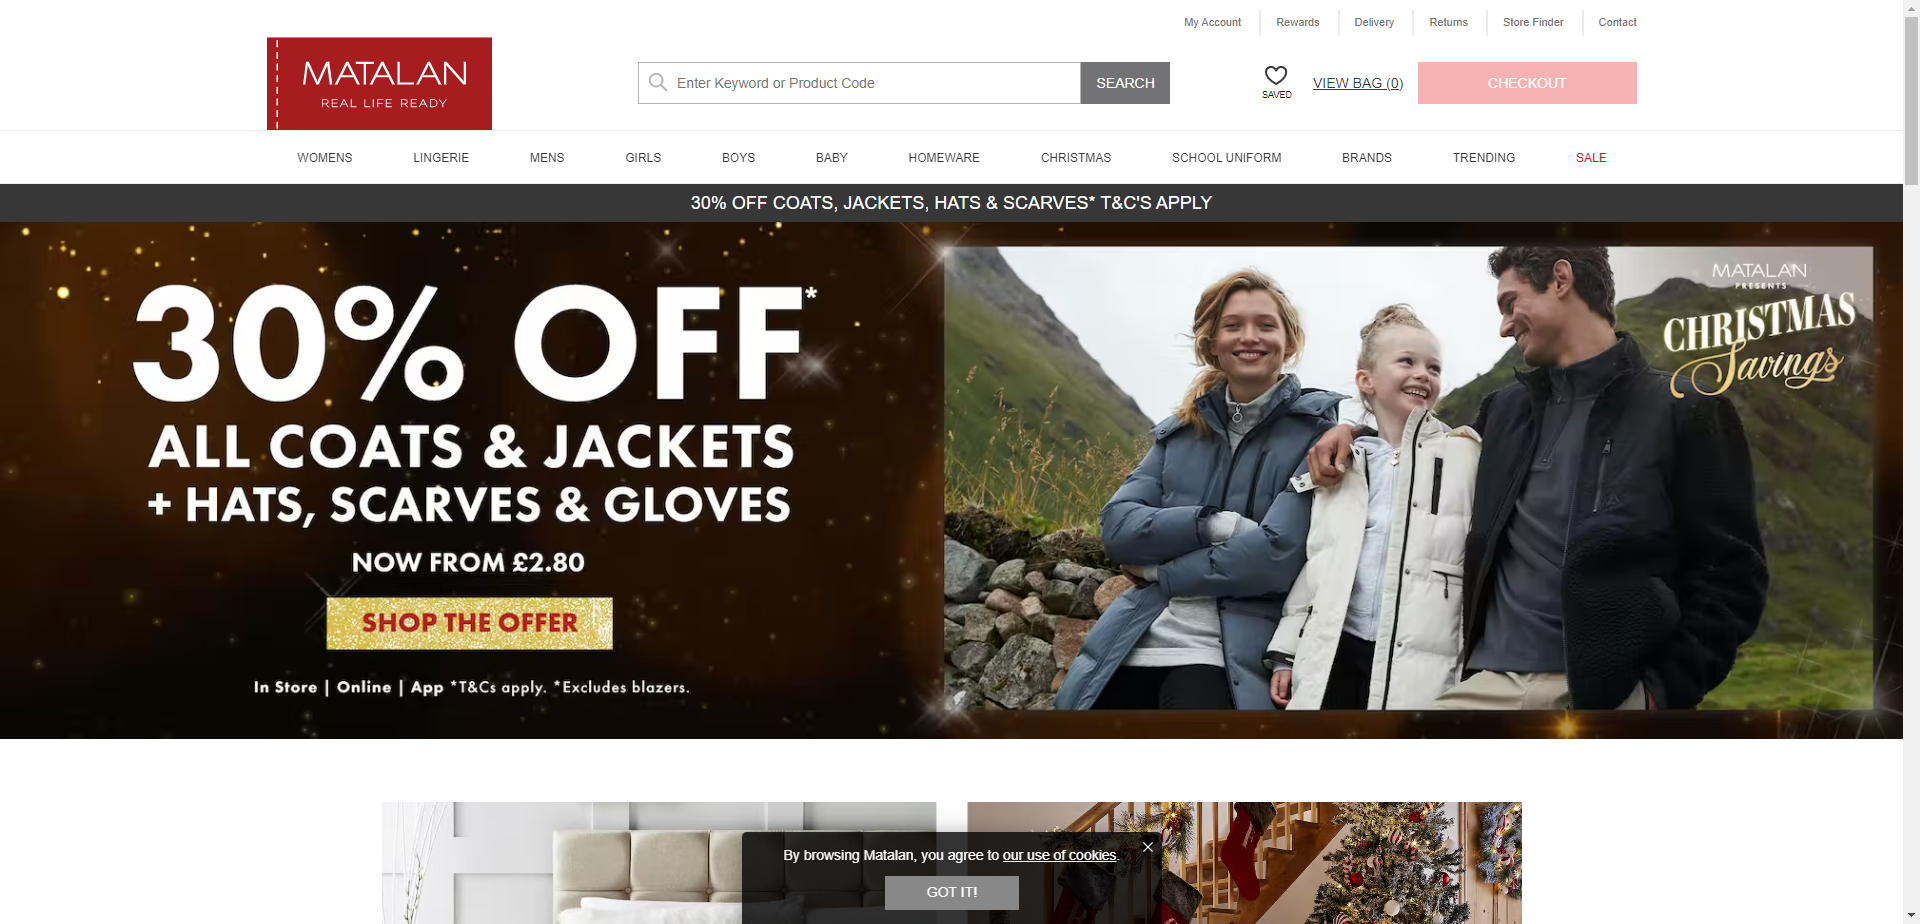 My Account
Rewards
Delivery
Returns
Store Finder
Contact
MATALAN
REAL LIFE READY
Enter Keyword or Product Code
SEARCH
SAVED
VIEW BAG (0)
CHECKOUT
WOMENS
LINGERIE
MENS
GIRLS
BOYS
BABY
HOMEWARE
CHRISTMAS
SCHOOL UNIFORM
BRANDS
TRENDING
SALE
30% OFF COATS, JACKETS, HATS & SCARVES* T&C'S APPLY
30% OFF*
ALL COATS & JACKETS
+ HATS, SCARVES & GLOVES
NOW FROM £2.80
SHOP THE OFFER
In Store | Online | App *T&Cs apply. *Excludes blazers.
MATALAN
PRESENTS
CHRISTMAS
Savings
By browsing Matalan, you agree to our use of cookies.
GOT IT!